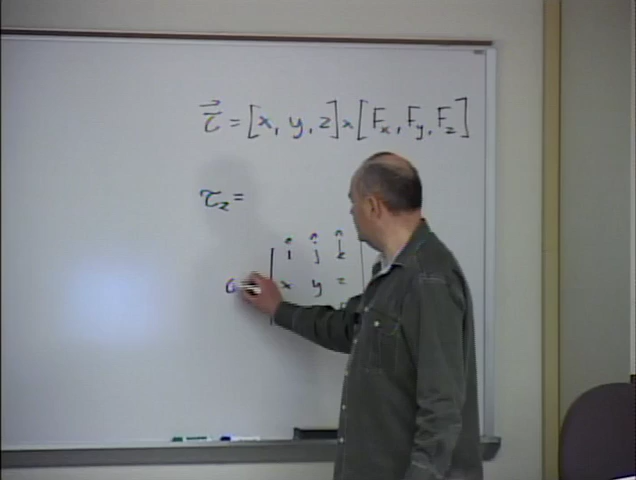 τ⃗ = [x, y, z] × [Fx, Fy, Fz]
τz =
î ĵ k̂
x y z